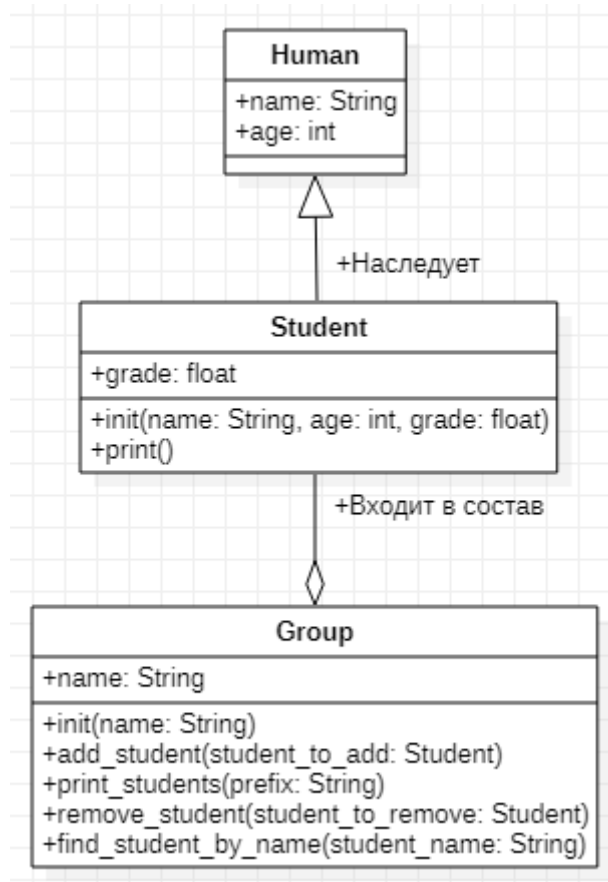 Human
+name: String
+age: int
+Наследует
Student
+grade: float
+init(name: String, age: int, grade: float)
+print()
+Входит в состав
Group
+name: String
+init(name: String)
+add_student(student_to_add: Student)
+print_students(prefix: String)
+remove_student(student_to_remove: Student)
+find_student_by_name(student_name: String)